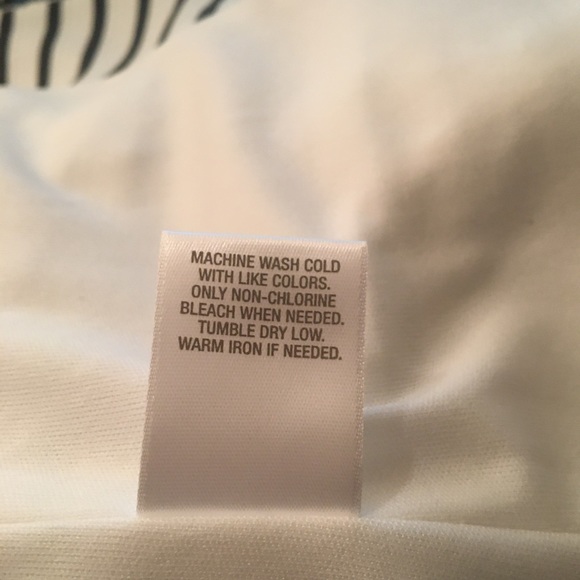 MACHINE WASH COLD
WITH LIKE COLORS.
ONLY NON-CHLORINE
BLEACH WHEN NEEDED.
TUMBLE DRY LOW.
WARM IRON IF NEEDED.